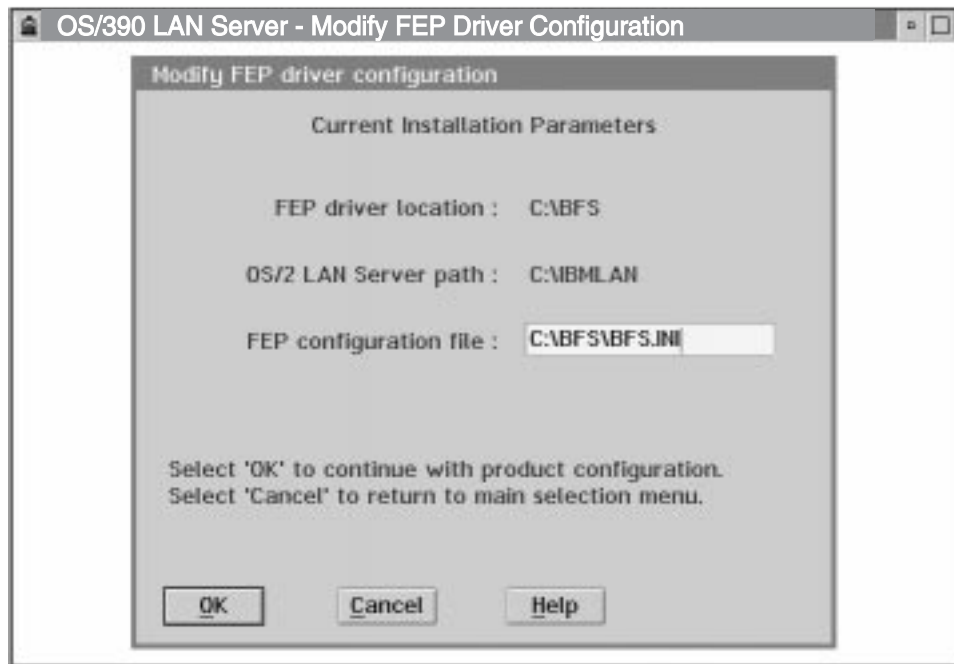 OS/390 LAN Server - Modify FEP Driver Configuration
Modify FEP driver configuration
Current Installation Parameters
FEP driver location : C:\BFS
OS/2 LAN Server path : C:\IBMLAN
FEP configuration file : C:\BFS\BFS.INI
Select 'OK' to continue with product configuration.
Select 'Cancel' to return to main selection menu.
OK Cancel Help